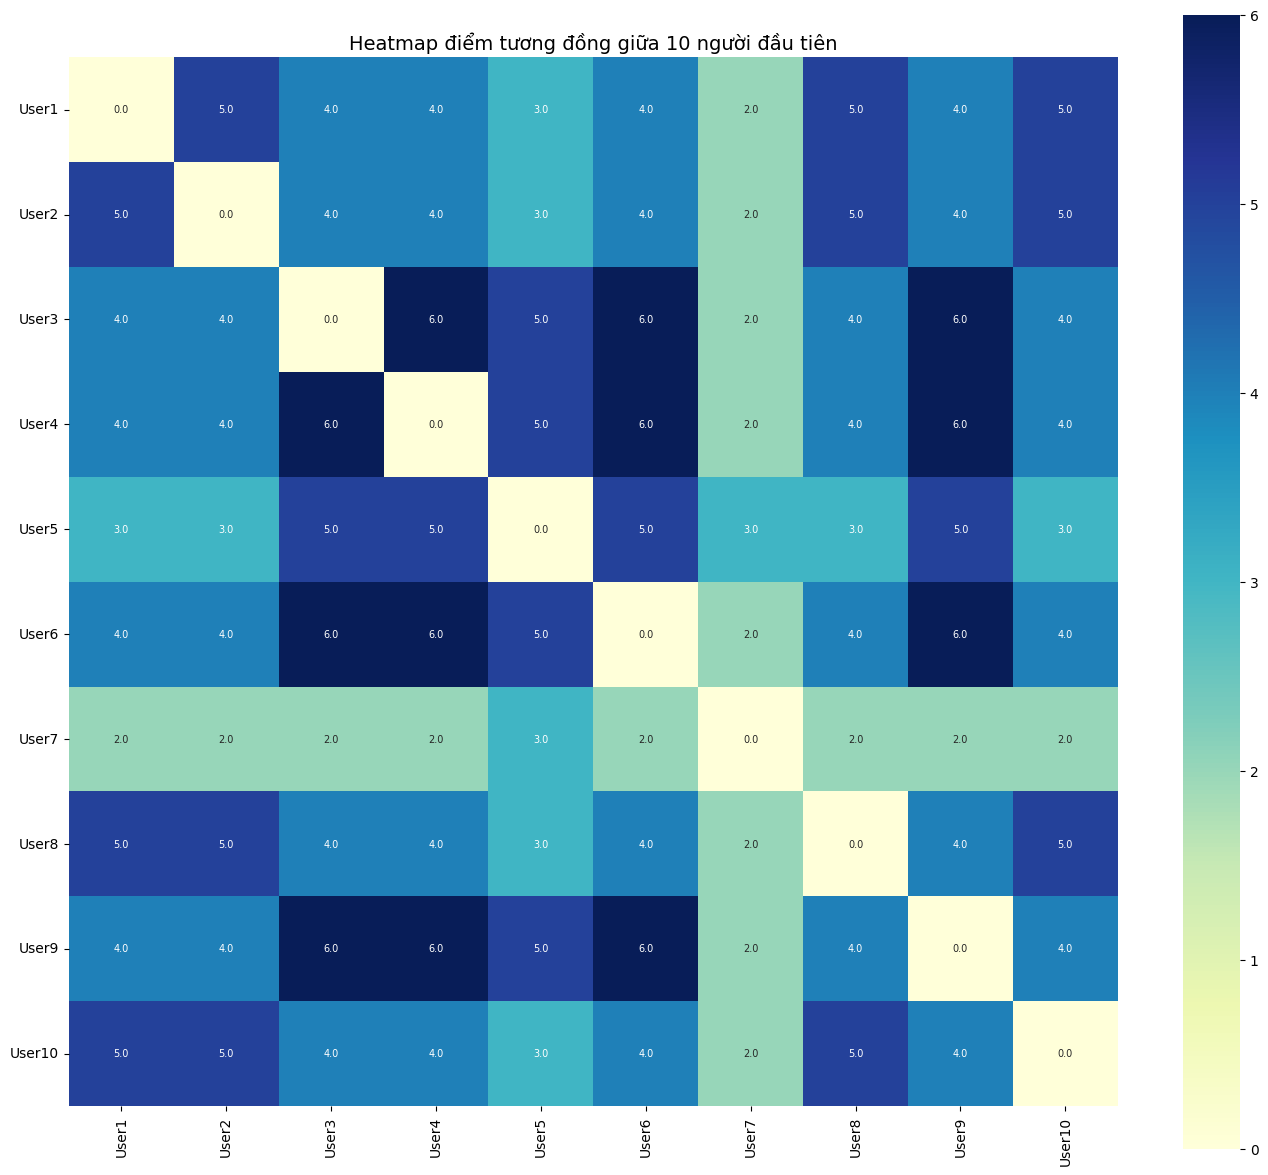 Heatmap điểm tương đồng giữa 10 người đầu tiên
User1 0.0 5.0 4.0 4.0 3.0 4.0 2.0 5.0 4.0 5.0
User2 5.0 0.0 4.0 4.0 3.0 4.0 2.0 5.0 4.0 5.0
User3 4.0 4.0 0.0 6.0 5.0 6.0 2.0 4.0 6.0 4.0
User4 4.0 4.0 6.0 0.0 5.0 6.0 2.0 4.0 6.0 4.0
User5 3.0 3.0 5.0 5.0 0.0 5.0 3.0 3.0 5.0 3.0
User6 4.0 4.0 6.0 6.0 5.0 0.0 2.0 4.0 6.0 4.0
User7 2.0 2.0 2.0 2.0 3.0 2.0 0.0 2.0 2.0 2.0
User8 5.0 5.0 4.0 4.0 3.0 4.0 2.0 0.0 4.0 5.0
User9 4.0 4.0 6.0 6.0 5.0 6.0 2.0 4.0 0.0 4.0
User10 5.0 5.0 4.0 4.0 3.0 4.0 2.0 5.0 4.0 0.0
User1 User2 User3 User4 User5 User6 User7 User8 User9 User10
6
5
4
3
2
1
0